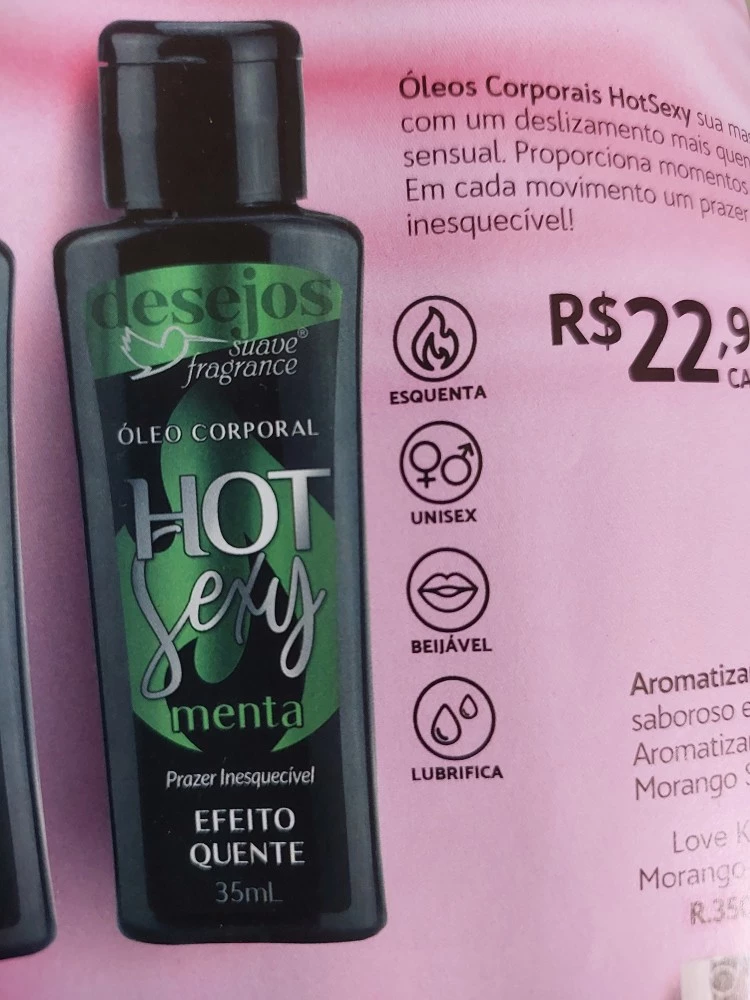 Óleos Corporais HotSexy sua
com um deslizamento mais
sensual. Proporciona momentos
Em cada movimento um prazer
inesquecível!
R$22,9
ESQUENTA
UNISEX
BEIJÁVEL
LUBRIFICA
desejos
suave®
fragrance
ÓLEO CORPORAL
HOT
Sexy
menta
Prazer Inesquecível
EFEITO
QUENTE
35mL
saboroso
Morango
Love
Morango